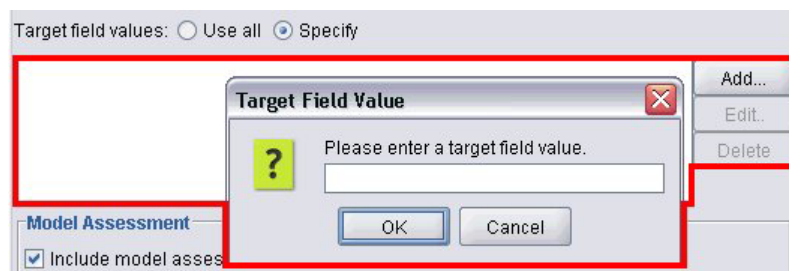 Target field values: Use all Specify
Add...
Target Field Value
Edit..
Please enter a target field value.
Delete
?
OK Cancel
Model Assessment
Include model asses